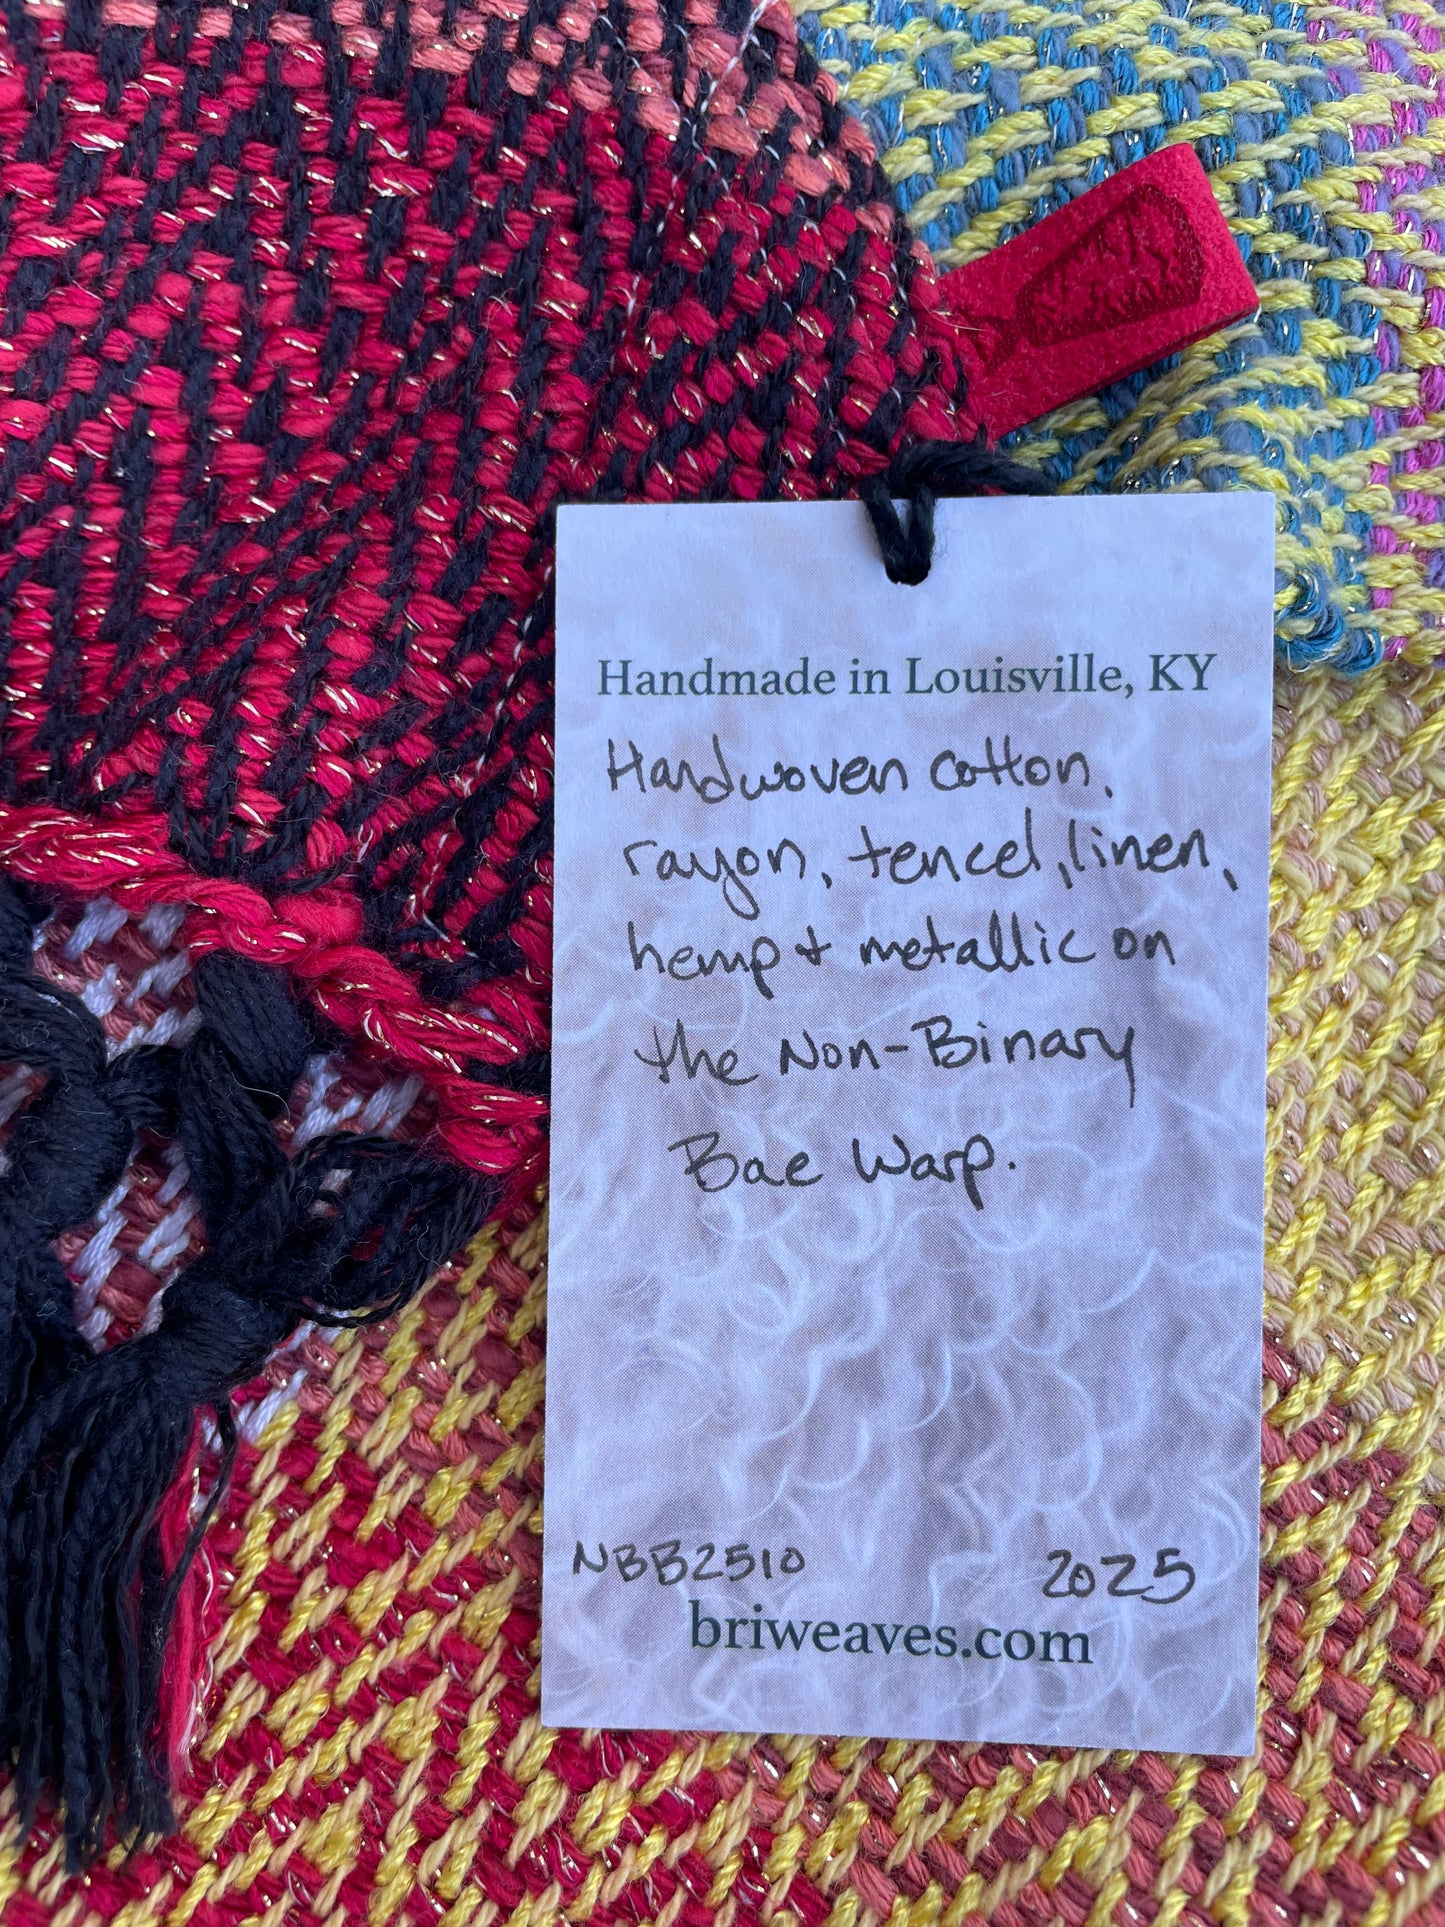 Handmade in Louisville, KY
Handwoven cotton,
rayon, tencel, linen,
hemp + metallic on
the Non-Binary
Bae Warp.
NBB2510 2025
briweaves.com